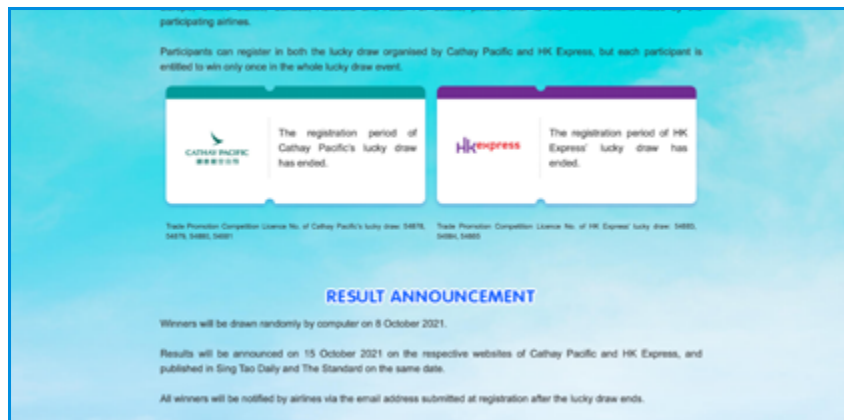 participating airlines.
Participants can register in both the lucky draw organised by Cathay Pacific and HK Express, but each participant is
entitled to win only once in the whole lucky draw event.
CATHAY PACIFIC
The registration period of
Cathay Pacific's lucky draw
has ended.
HKexpress
The registration period of HK
Express' lucky draw has
ended.
Trade Promotion Competition Licence No. of Cathay Pacific's lucky draw: 54878,
54879, 54880, 54881
Trade Promotion Competition Licence No. of HK Express' lucky draw:
RESULT ANNOUNCEMENT
Winners will be drawn randomly by computer on 8 October 2021.
Results will be announced on 15 October 2021 on the respective websites of Cathay Pacific and HK Express, and
published in Sing Tao Daily and The Standard on the same date.
All winners will be notified by airlines via the email address submitted at registration after the lucky draw ends.